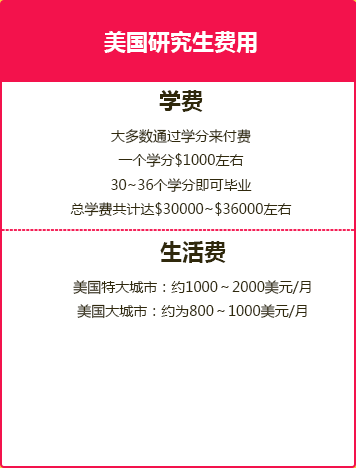 美国研究生费用
学费
大多数通过学分来付费
一个学分$1000左右
30~36个学分即可毕业
总学费共计达$30000~$36000左右
生活费
美国特大城市：约1000～2000美元/月
美国大城市：约为800～1000美元/月